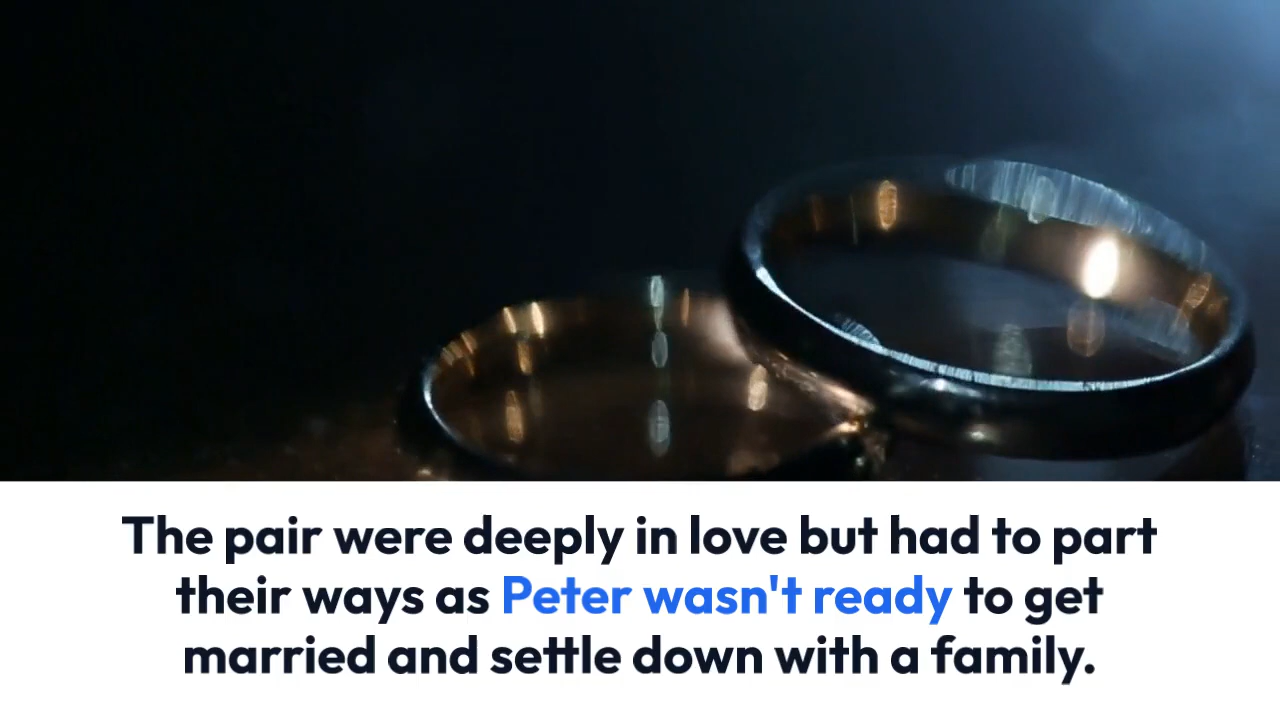 The pair were deeply in love but had to part
their ways as Peter wasn't ready to get
married and settle down with a family.